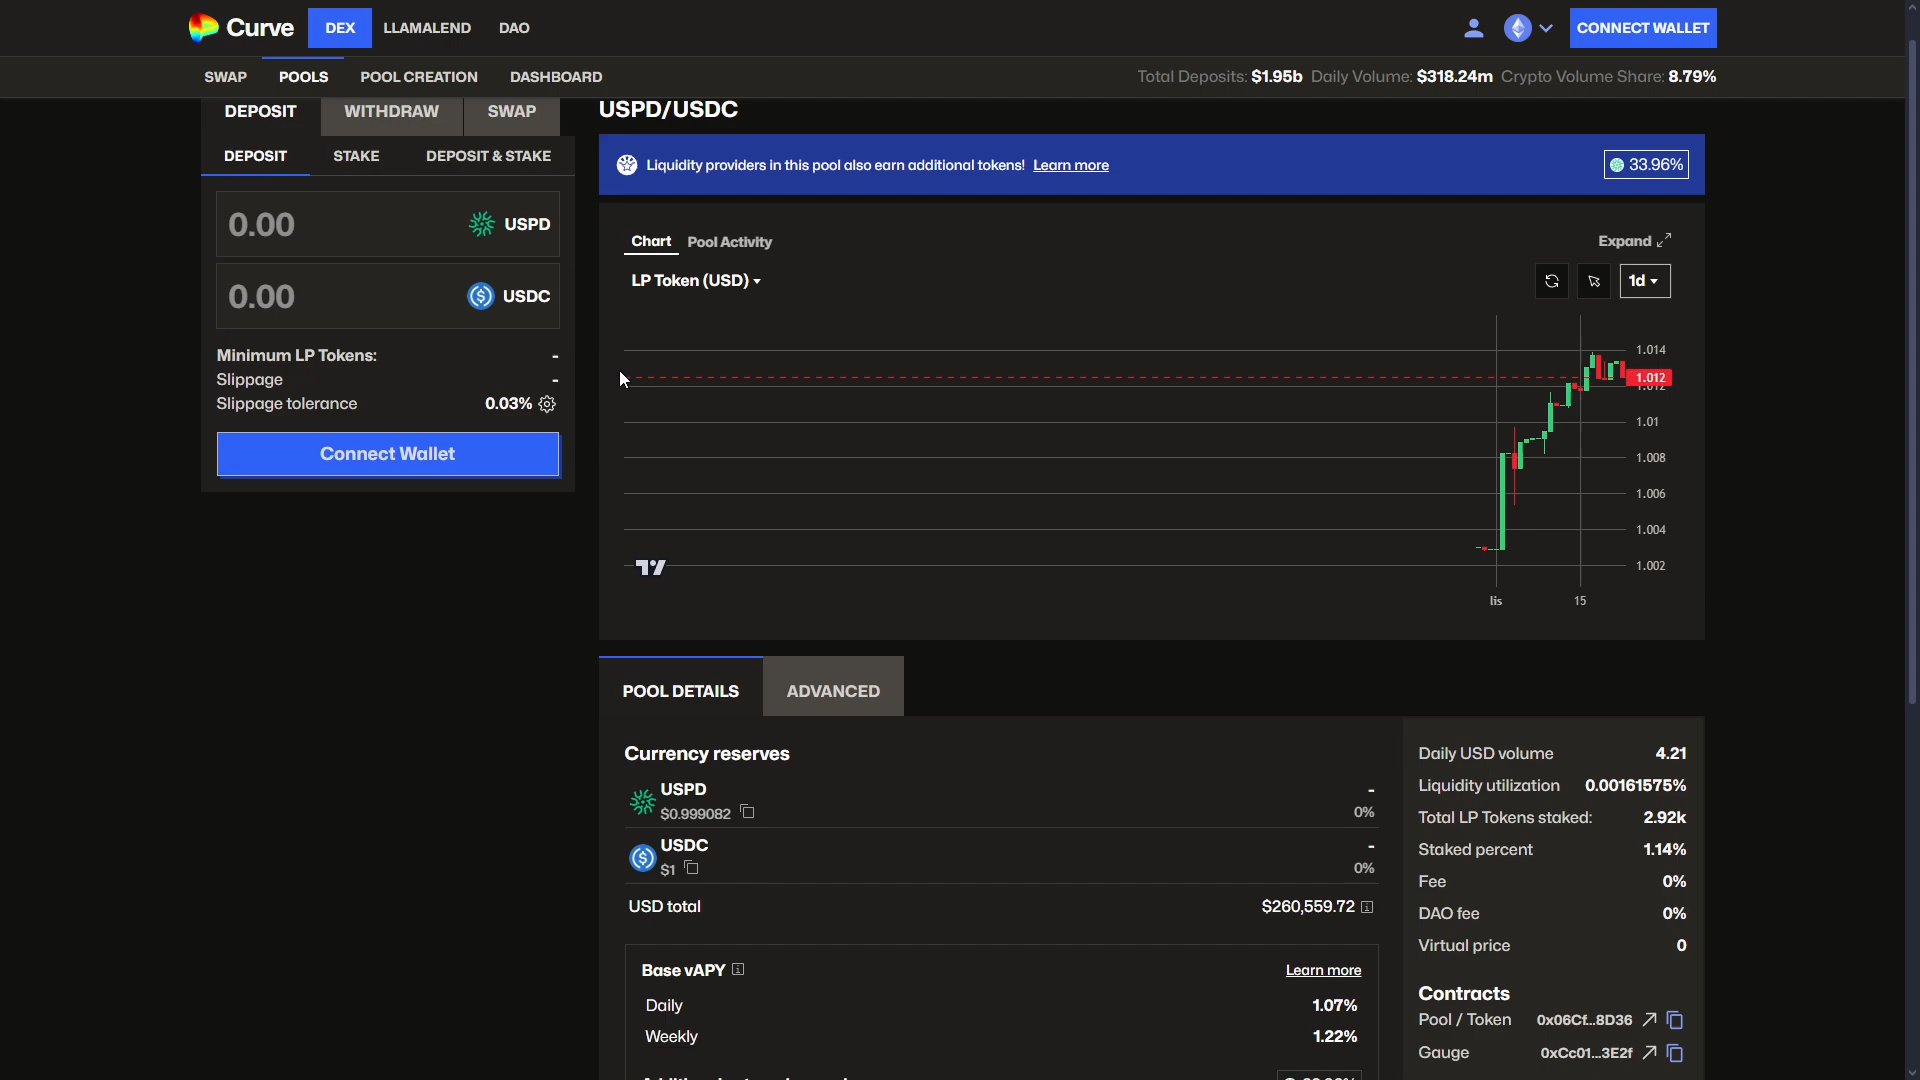 Curve DEX LLAMALEND DAO CONNECT WALLET
SWAP POOLS POOL CREATION DASHBOARD Total Deposits: $1.95b Daily Volume: $318.24m Crypto Volume Share: 8.79%
DEPOSIT WITHDRAW SWAP
DEPOSIT STAKE DEPOSIT & STAKE
0.00 USPD
0.00 USDC
Minimum LP Tokens: -
Slippage -
Slippage tolerance 0.03%
Connect Wallet
USPD/USDC
Liquidity providers in this pool also earn additional tokens! Learn more 33.96%
Chart Pool Activity Expand
LP Token (USD) 1d
1.014
1.012
1.012
1.01
1.008
1.006
1.004
1.002
lis 15
POOL DETAILS ADVANCED
Currency reserves
USPD -
$0.999082 0%
USDC -
$1 0%
USD total $260,559.72
Base vAPY Learn more
Daily 1.07%
Weekly 1.22%
Daily USD volume 4.21
Liquidity utilization 0.00161575%
Total LP Tokens staked: 2.92k
Staked percent 1.14%
Fee 0%
DAO fee 0%
Virtual price 0
Contracts
Pool / Token 0x06Cf...8D36
Gauge 0xCc01...3E2f